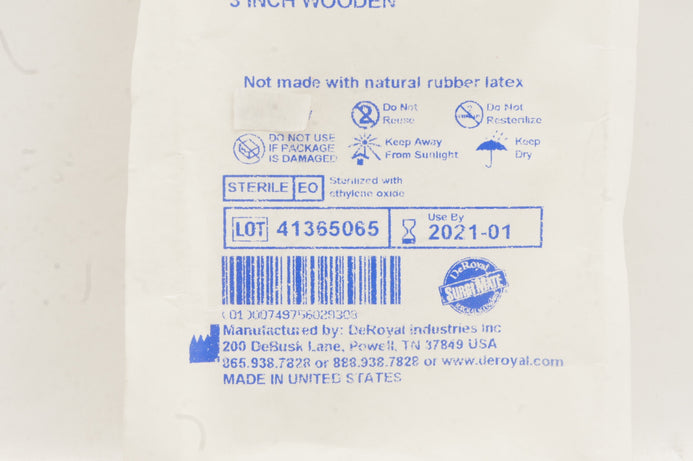 3 INCH WOODEN
Not made with natural rubber latex
Do Not
Reuse
Do Not
Resterilize
DO NOT USE
IF PACKAGE
IS DAMAGED
Keep Away
From Sunlight
Keep
Dry
STERILE EO
Sterilized with
ethylene oxide
LOT 41365065
Use By
2021-01
DeRoyal
Manufactured by: DeRoyal Industries Inc
200 DeBusk Lane, Powell, TN 37849 USA
865.938.7828 or 888.938.7828 or www.deroyal.com
MADE IN UNITED STATES